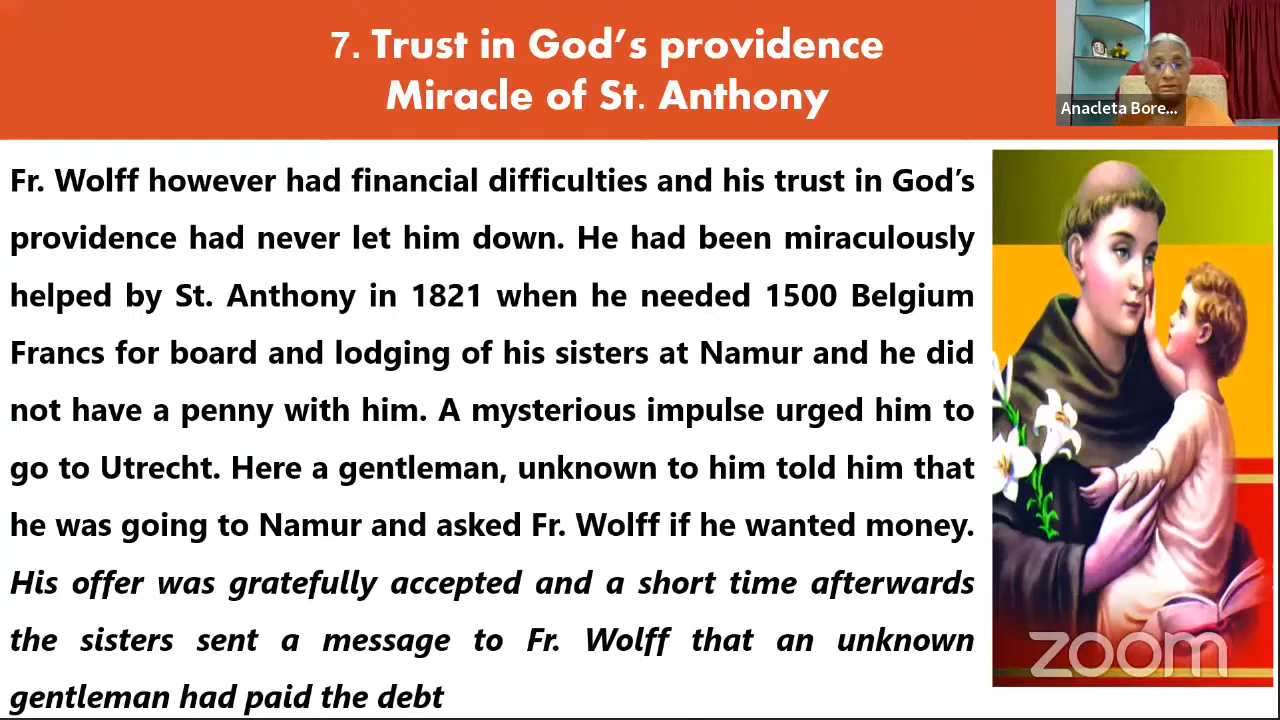 7. Trust in God's providence
Miracle of St. Anthony
Anacleta Bore...
Fr. Wolff however had financial difficulties and his trust in God's
providence had never let him down. He had been miraculously
helped by St. Anthony in 1821 when he needed 1500 Belgium
Francs for board and lodging of his sisters at Namur and he did
not have a penny with him. A mysterious impulse urged him to
go to Utrecht. Here a gentleman, unknown to him told him that
he was going to Namur and asked Fr. Wolff if he wanted money.
His offer was gratefully accepted and a short time afterwards
the sisters sent a message to Fr. Wolff that an unknown
gentleman had paid the debt
zoom